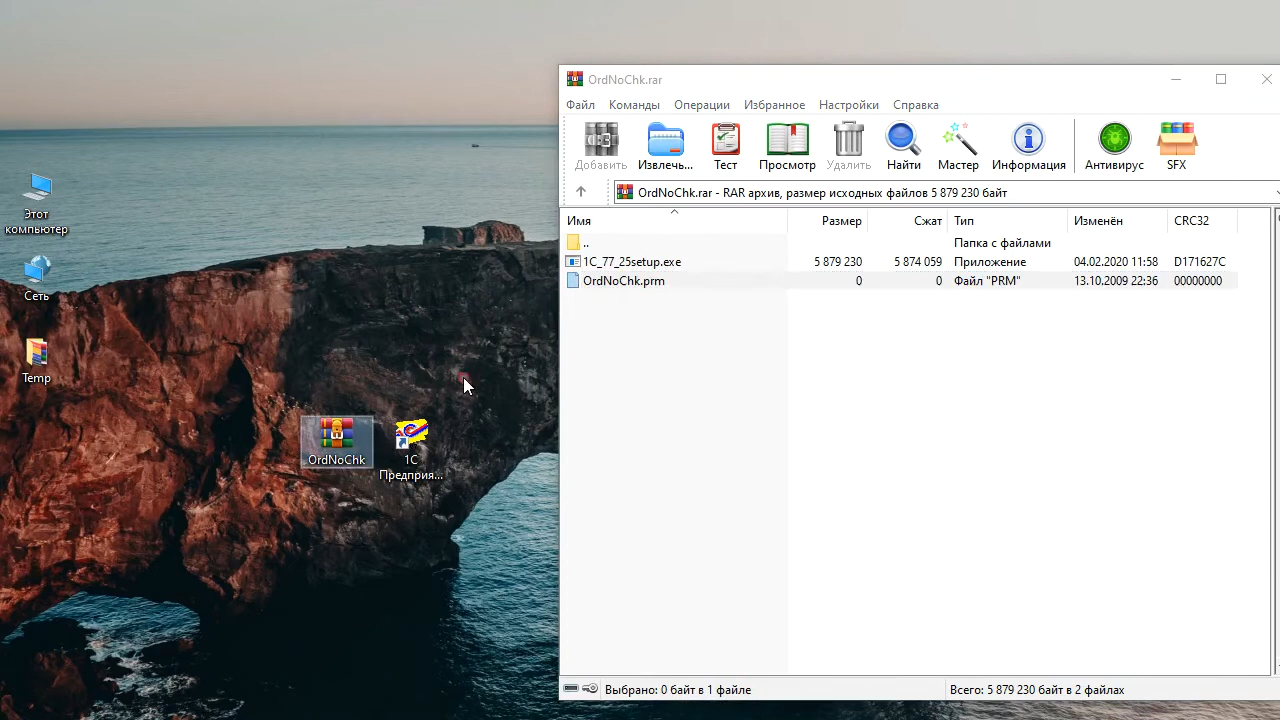 Этот
компьютер
Сеть
Temp
OrdNoChk
1С
Предприя...
OrdNoChk.rar
Файл Команды Операции Избранное Настройки Справка
Добавить Извлечь... Тест Просмотр Удалить Найти Мастер Информация Антивирус SFX
OrdNoChk.rar - RAR архив, размер исходных файлов 5 879 230 байт
Имя Размер Сжат Тип Изменён CRC32
.. Папка с файлами
1C_77_25setup.exe 5 879 230 5 874 059 Приложение 04.02.2020 11:58 D171627C
OrdNoChk.prm 0 0 Файл "PRM" 13.10.2009 22:36 00000000
Выбрано: 0 байт в 1 файле Всего: 5 879 230 байт в 2 файлах